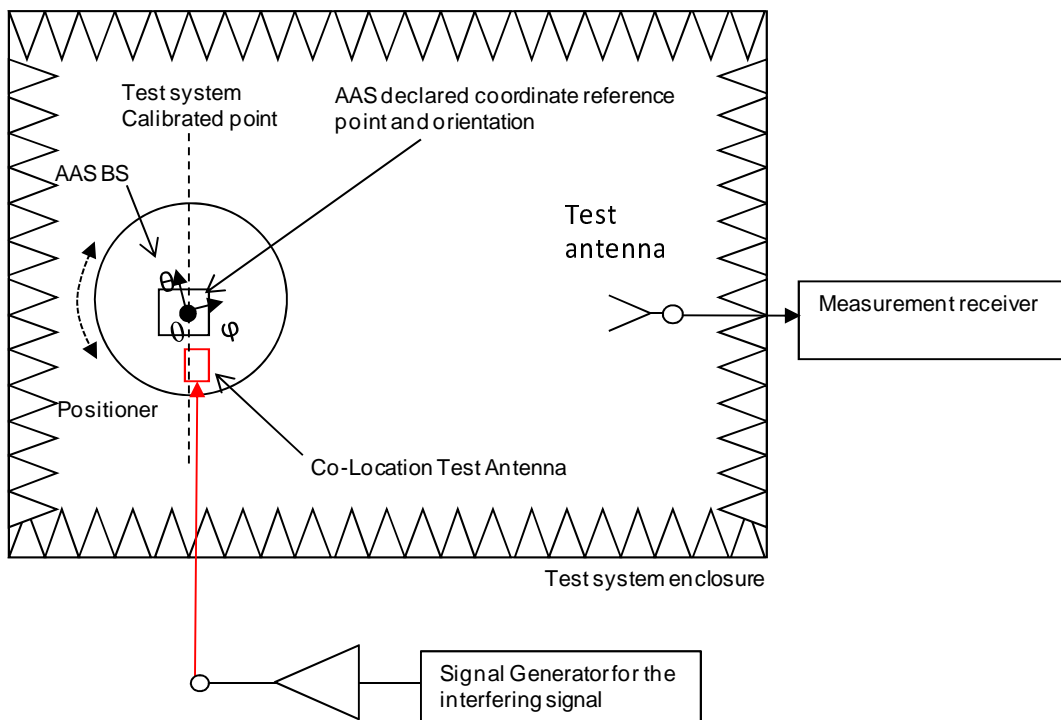 Test system
Calibrated point
AAS declared coordinate reference
point and orientation
AAS BS
Test
antenna
θ
0
φ
Measurement receiver
Positioner
Co-Location Test Antenna
Test system enclosure
Signal Generator for the
interfering signal